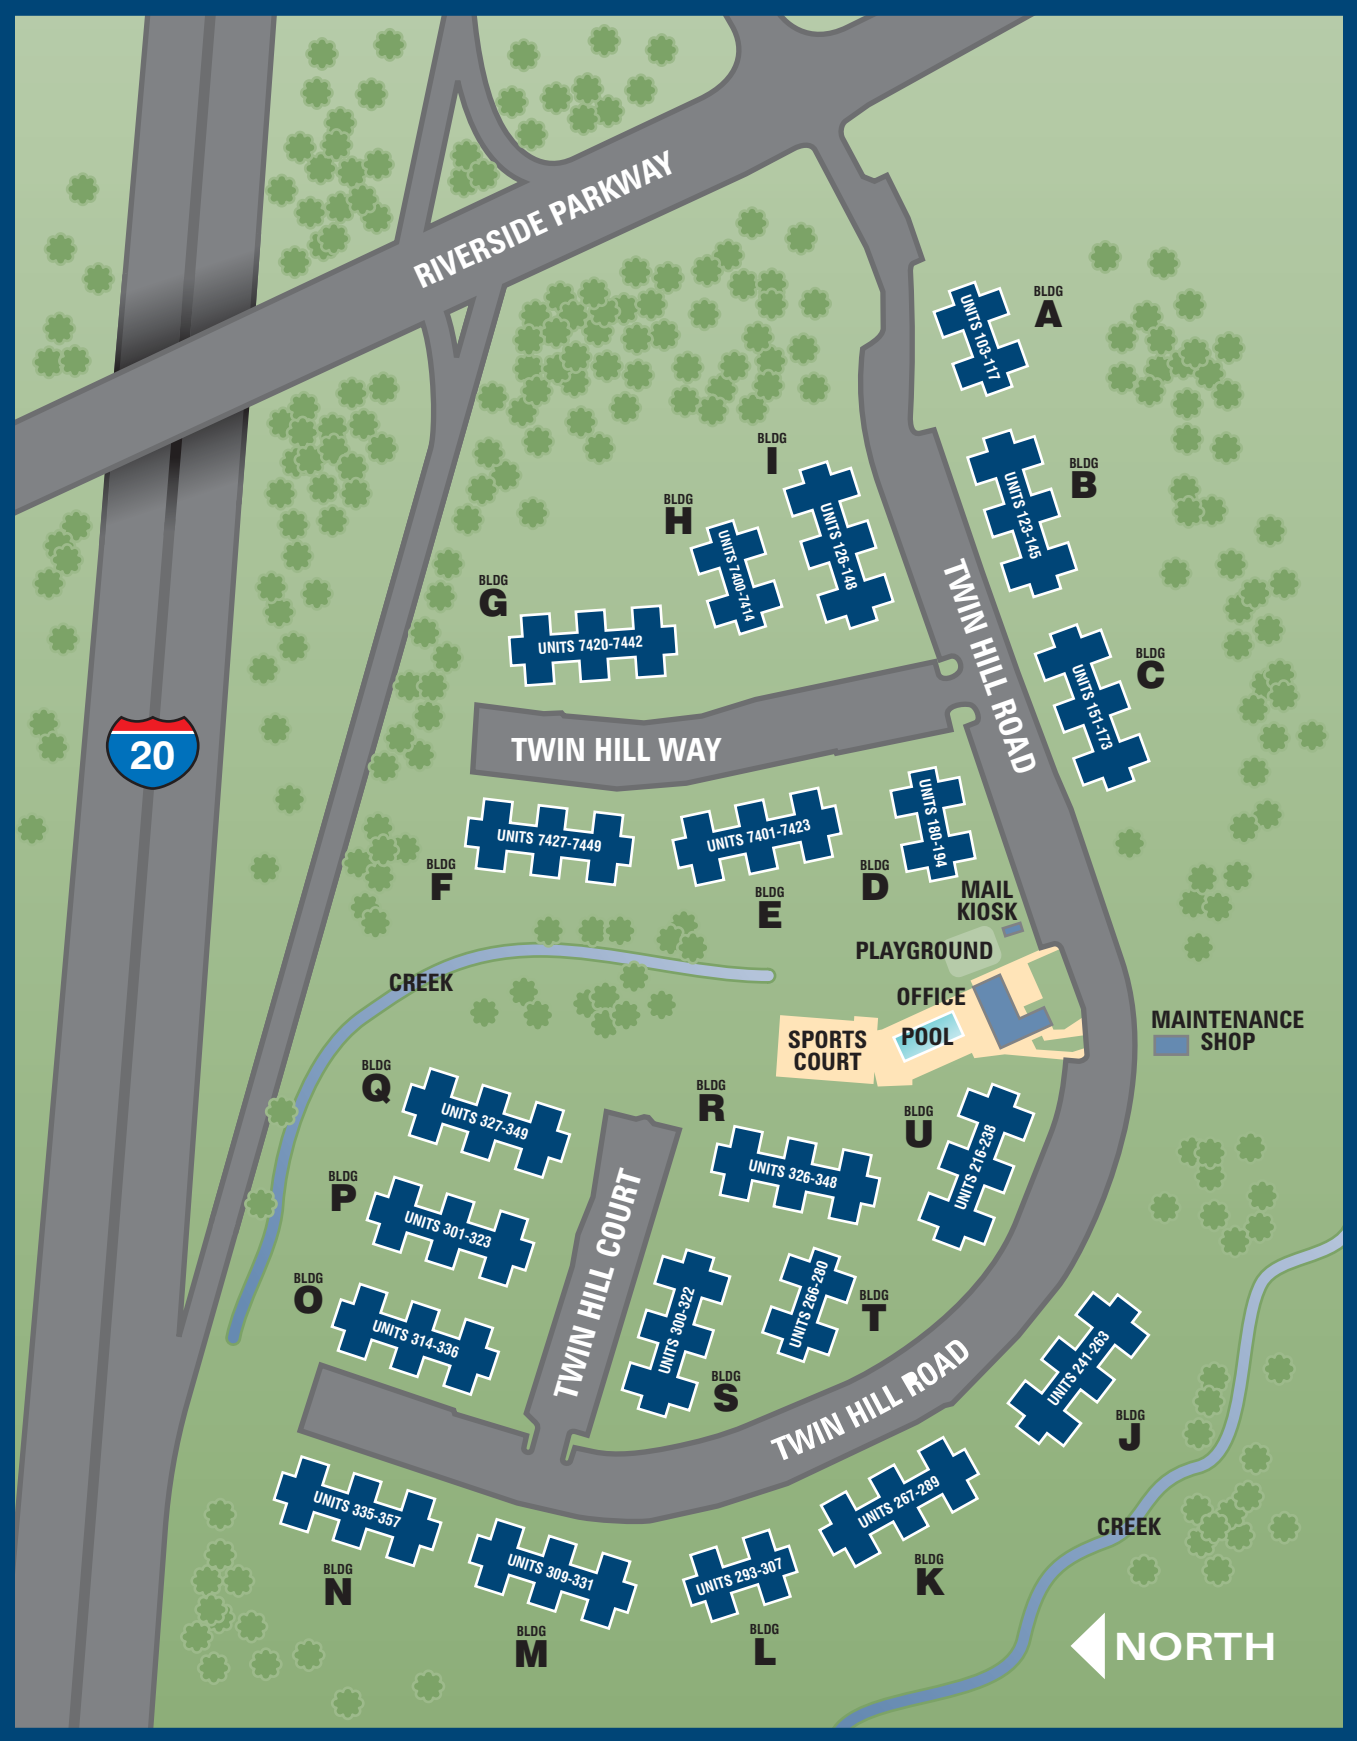 RIVERSIDE PARKWAY
BLDG
A
UNITS 103-117
BLDG
I
UNITS 126-148
BLDG
B
UNITS 123-145
BLDG
H
UNITS 7400-7414
BLDG
G
UNITS 7420-7442
TWIN HILL ROAD
BLDG
C
UNITS 151-173
20
TWIN HILL WAY
UNITS 7427-7449
BLDG
F
UNITS 7401-7423
BLDG
E
UNITS 180-194
BLDG
D
MAIL
KIOSK
PLAYGROUND
CREEK
OFFICE
POOL
SPORTS
COURT
MAINTENANCE
SHOP
BLDG
Q
UNITS 327-349
BLDG
R
UNITS 326-348
BLDG
U
UNITS 216-238
BLDG
P
UNITS 301-323
TWIN HILL COURT
BLDG
O
UNITS 314-336
UNITS 300-322
BLDG
S
UNITS 266-280
BLDG
T
TWIN HILL ROAD
UNITS 241-263
BLDG
J
UNITS 335-357
BLDG
N
UNITS 309-331
BLDG
M
UNITS 293-307
BLDG
L
UNITS 267-289
BLDG
K
CREEK
NORTH